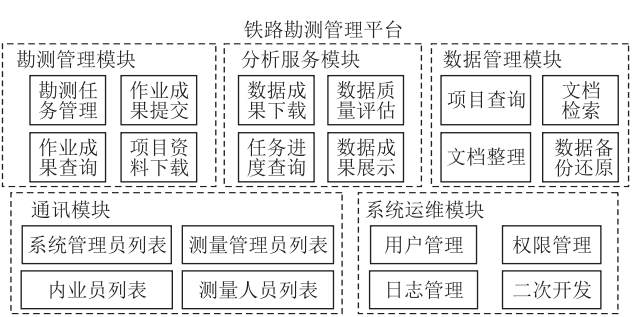 铁路勘测管理平台
勘测管理模块
勘测任
务管理
作业成
果提交
作业成
果查询
项目资
料下载
分析服务模块
数据成
果下载
数据质
量评估
任务进
度查询
数据成
果展示
数据管理模块
项目查询
文档
检索
文档整理
数据备
份还原
通讯模块
系统管理员列表
测量管理员列表
内业员列表
测量人员列表
系统运维模块
用户管理
权限管理
日志管理
二次开发